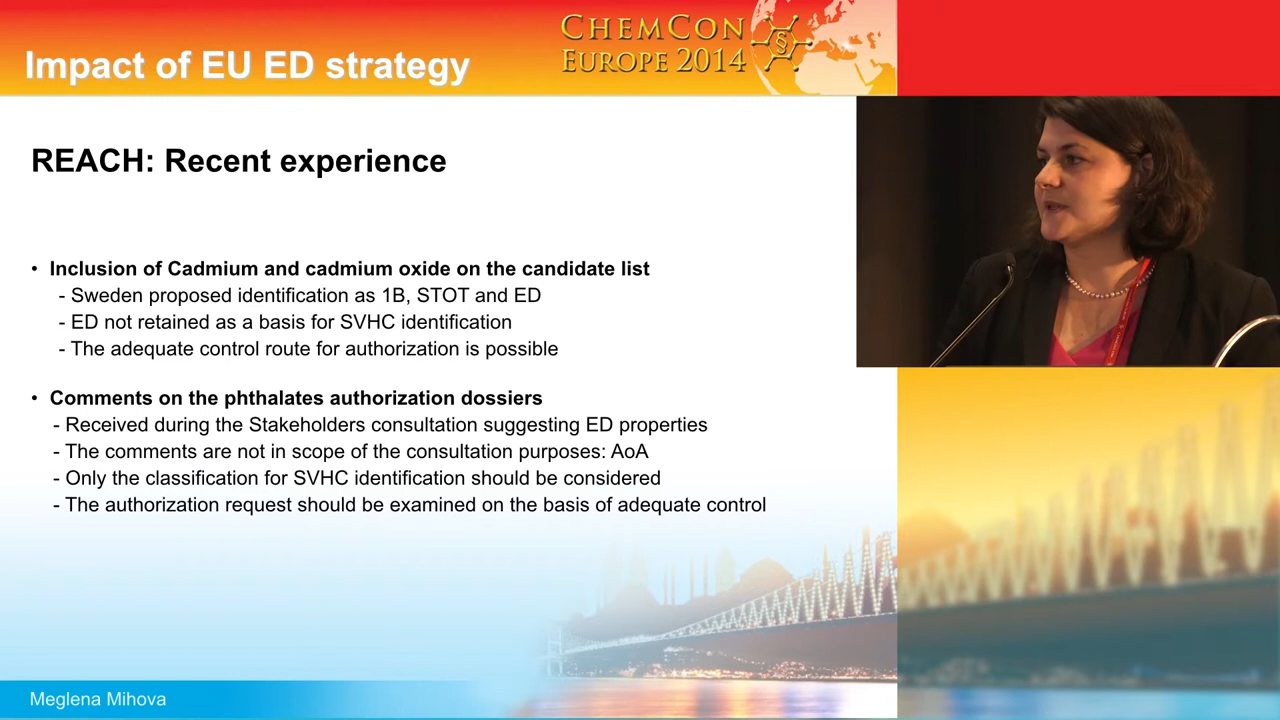 Impact of EU ED strategy
CHEMCON
EUROPE 2014
§
REACH: Recent experience
• Inclusion of Cadmium and cadmium oxide on the candidate list
- Sweden proposed identification as 1B, STOT and ED
- ED not retained as a basis for SVHC identification
- The adequate control route for authorization is possible
• Comments on the phthalates authorization dossiers
- Received during the Stakeholders consultation suggesting ED properties
- The comments are not in scope of the consultation purposes: AoA
- Only the classification for SVHC identification should be considered
- The authorization request should be examined on the basis of adequate control
Meglena Mihova